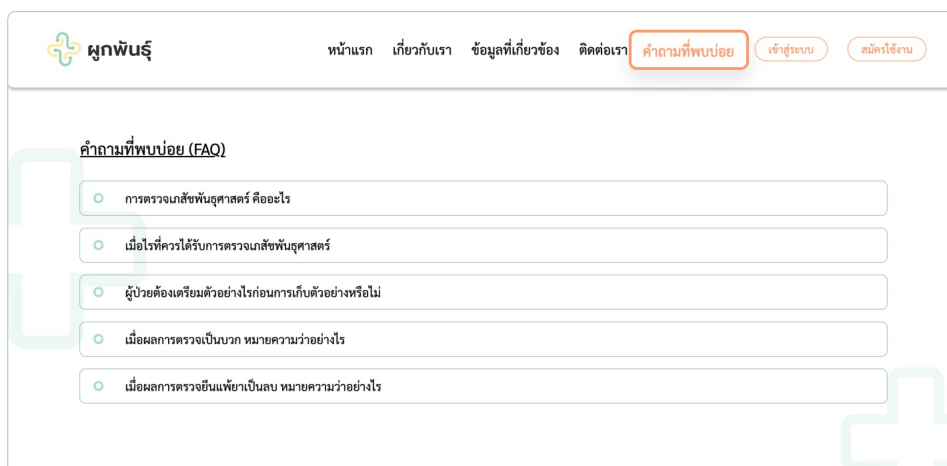 ผูกพันธุ์
หน้าแรก เกี่ยวกับเรา ข้อมูลที่เกี่ยวข้อง ติดต่อเรา คำถามที่พบบ่อย เข้าสู่ระบบ สมัครใช้งาน
คำถามที่พบบ่อย (FAQ)
การตรวจเภสัชพันธุศาสตร์ คืออะไร
เมื่อไรที่ควรได้รับการตรวจเภสัชพันธุศาสตร์
ผู้ป่วยต้องเตรียมตัวอย่างไรก่อนการเก็บตัวอย่างหรือไม่
เมื่อผลการตรวจเป็นบวก หมายความว่าอย่างไร
เมื่อผลการตรวจยีนแพ้ยาเป็นลบ หมายความว่าอย่างไร